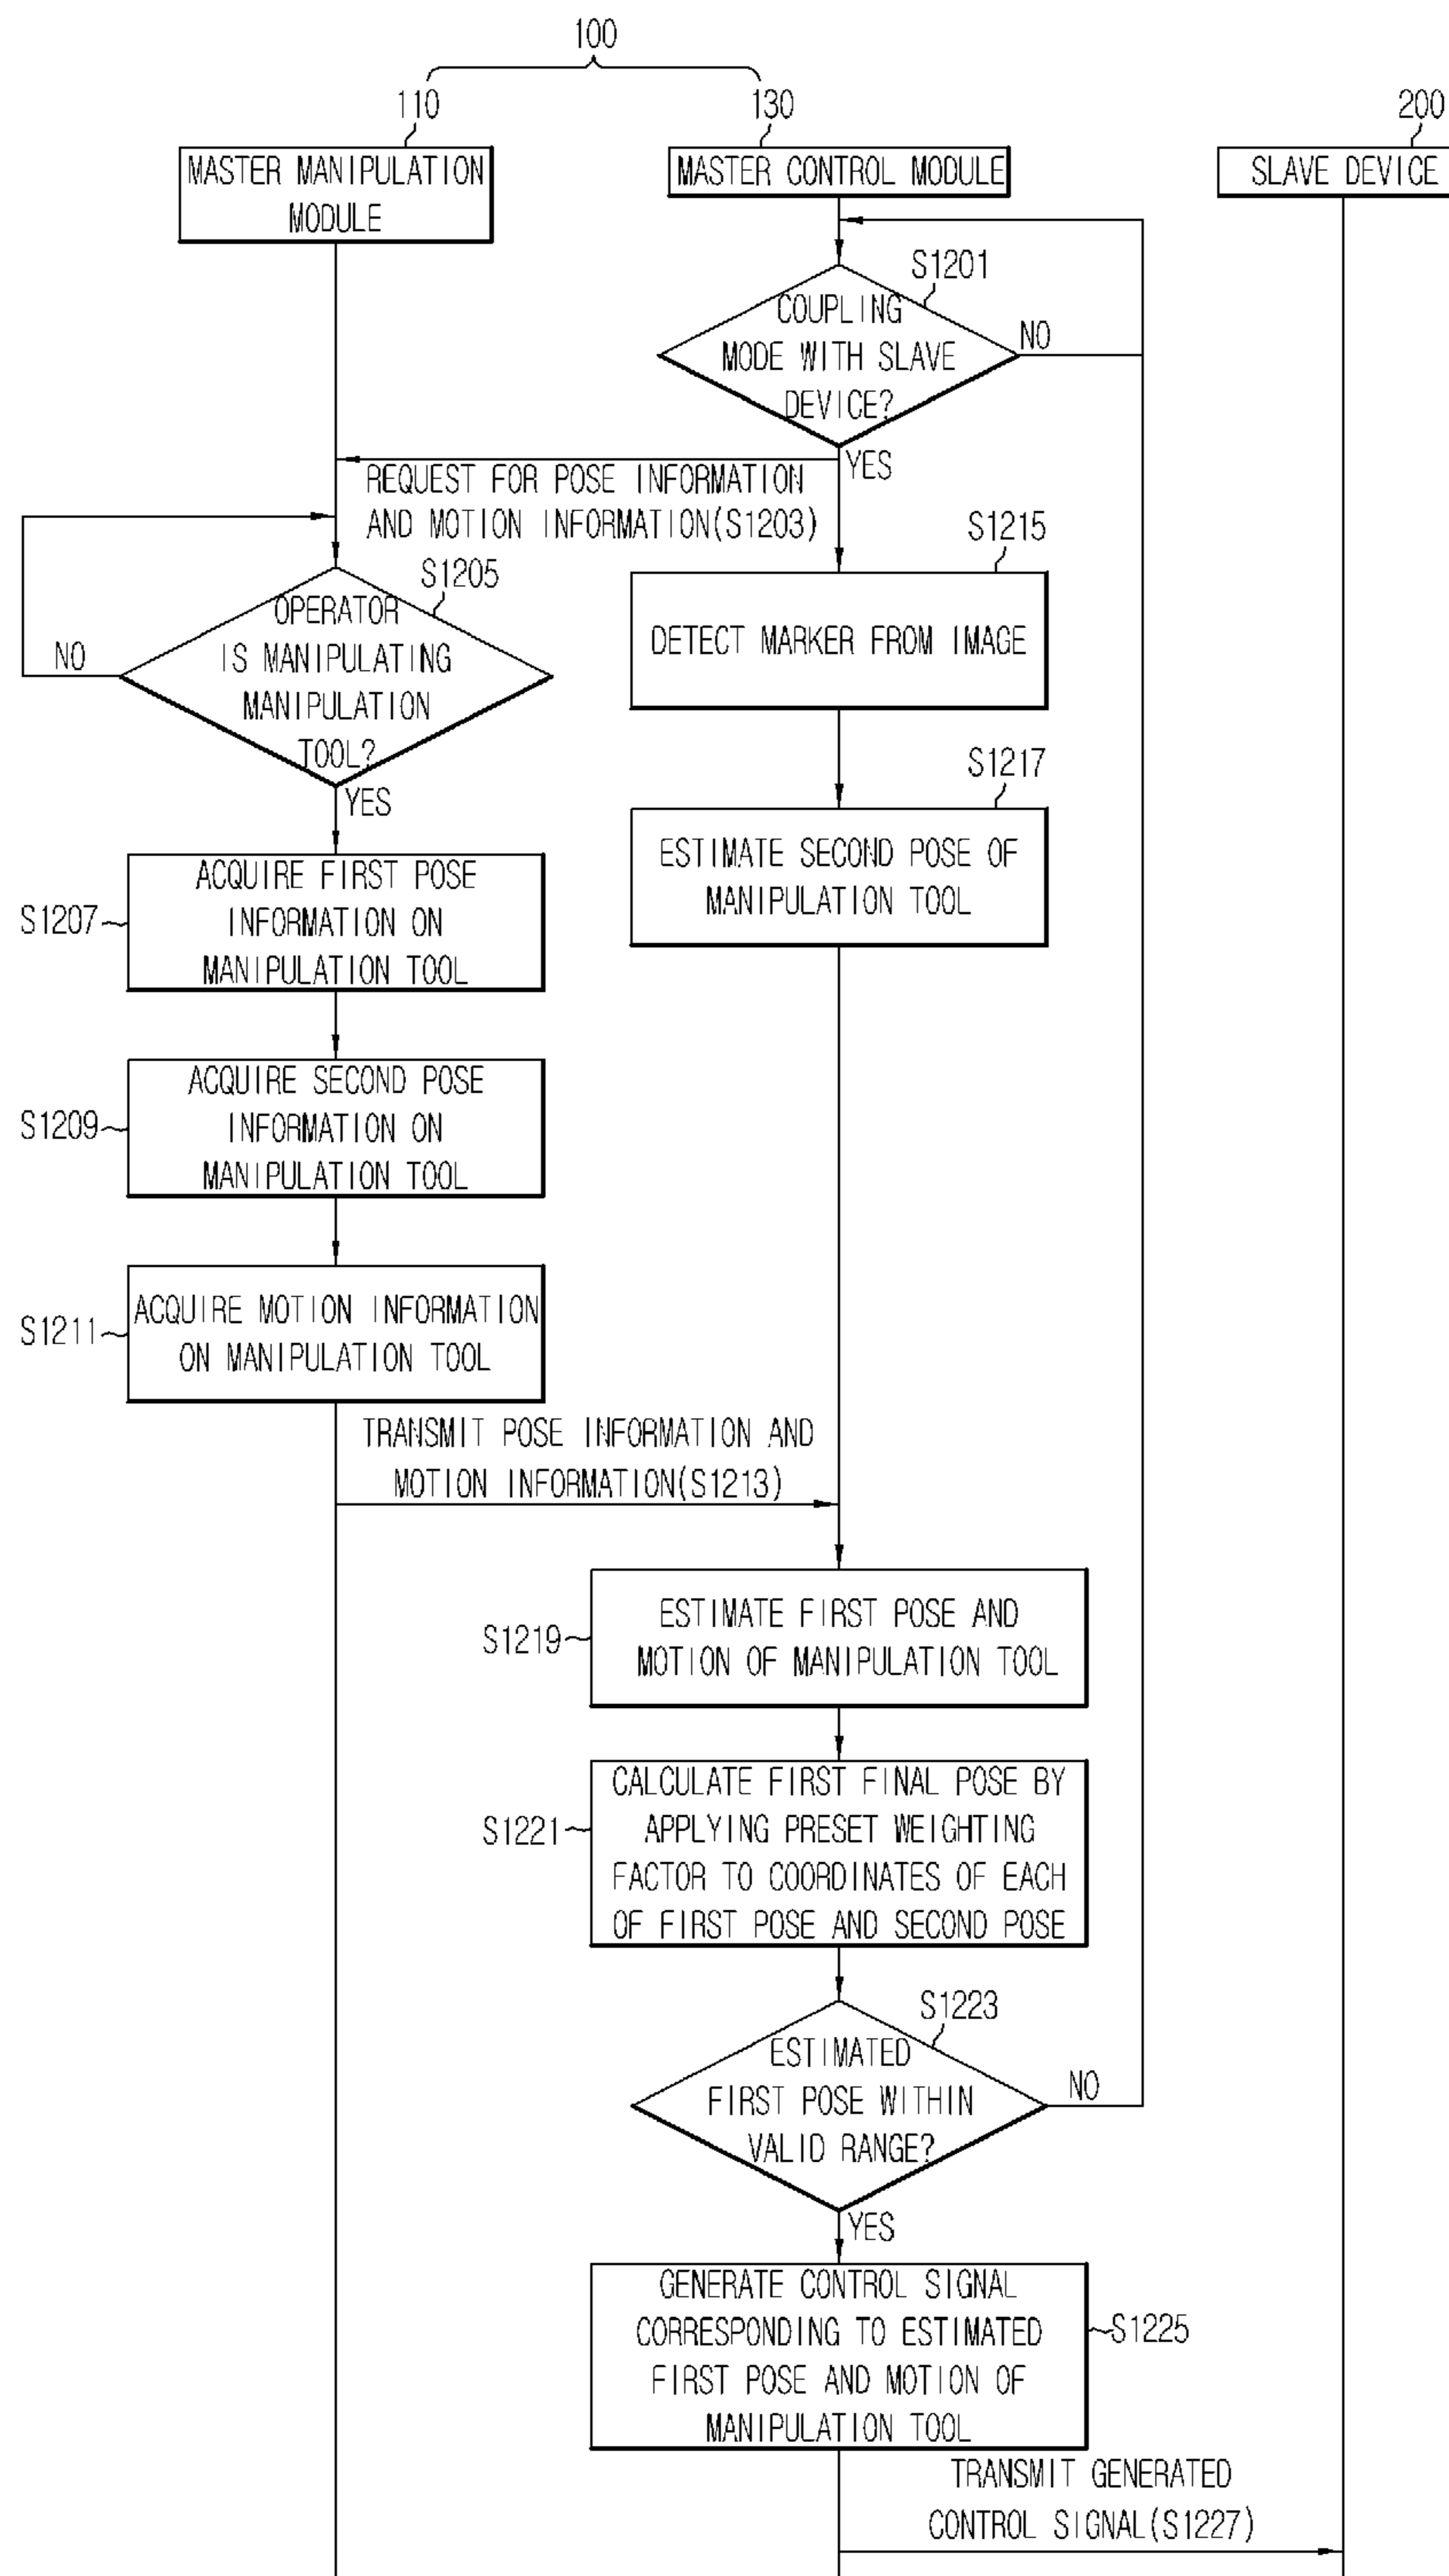 100
110
130
200
MASTER MANIPULATION
MODULE
MASTER CONTROL MODULE
SLAVE DEVICE
S1201
COUPLING
MODE WITH SLAVE
DEVICE?
NO
YES
REQUEST FOR POSE INFORMATION
AND MOTION INFORMATION(S1203)
S1205
OPERATOR
IS MANIPULATING
MANIPULATION
TOOL?
NO
YES
S1215
DETECT MARKER FROM IMAGE
S1217
ESTIMATE SECOND POSE OF
MANIPULATION TOOL
S1207
ACQUIRE FIRST POSE
INFORMATION ON
MANIPULATION TOOL
S1209
ACQUIRE SECOND POSE
INFORMATION ON
MANIPULATION TOOL
S1211
ACQUIRE MOTION INFORMATION
ON MANIPULATION TOOL
TRANSMIT POSE INFORMATION AND
MOTION INFORMATION(S1213)
S1219
ESTIMATE FIRST POSE AND
MOTION OF MANIPULATION TOOL
S1221
CALCULATE FIRST FINAL POSE BY
APPLYING PRESET WEIGHTING
FACTOR TO COORDINATES OF EACH
OF FIRST POSE AND SECOND POSE
S1223
ESTIMATED
FIRST POSE WITHIN
VALID RANGE?
NO
YES
GENERATE CONTROL SIGNAL
CORRESPONDING TO ESTIMATED
FIRST POSE AND MOTION OF
MANIPULATION TOOL
S1225
TRANSMIT GENERATED
CONTROL SIGNAL(S1227)